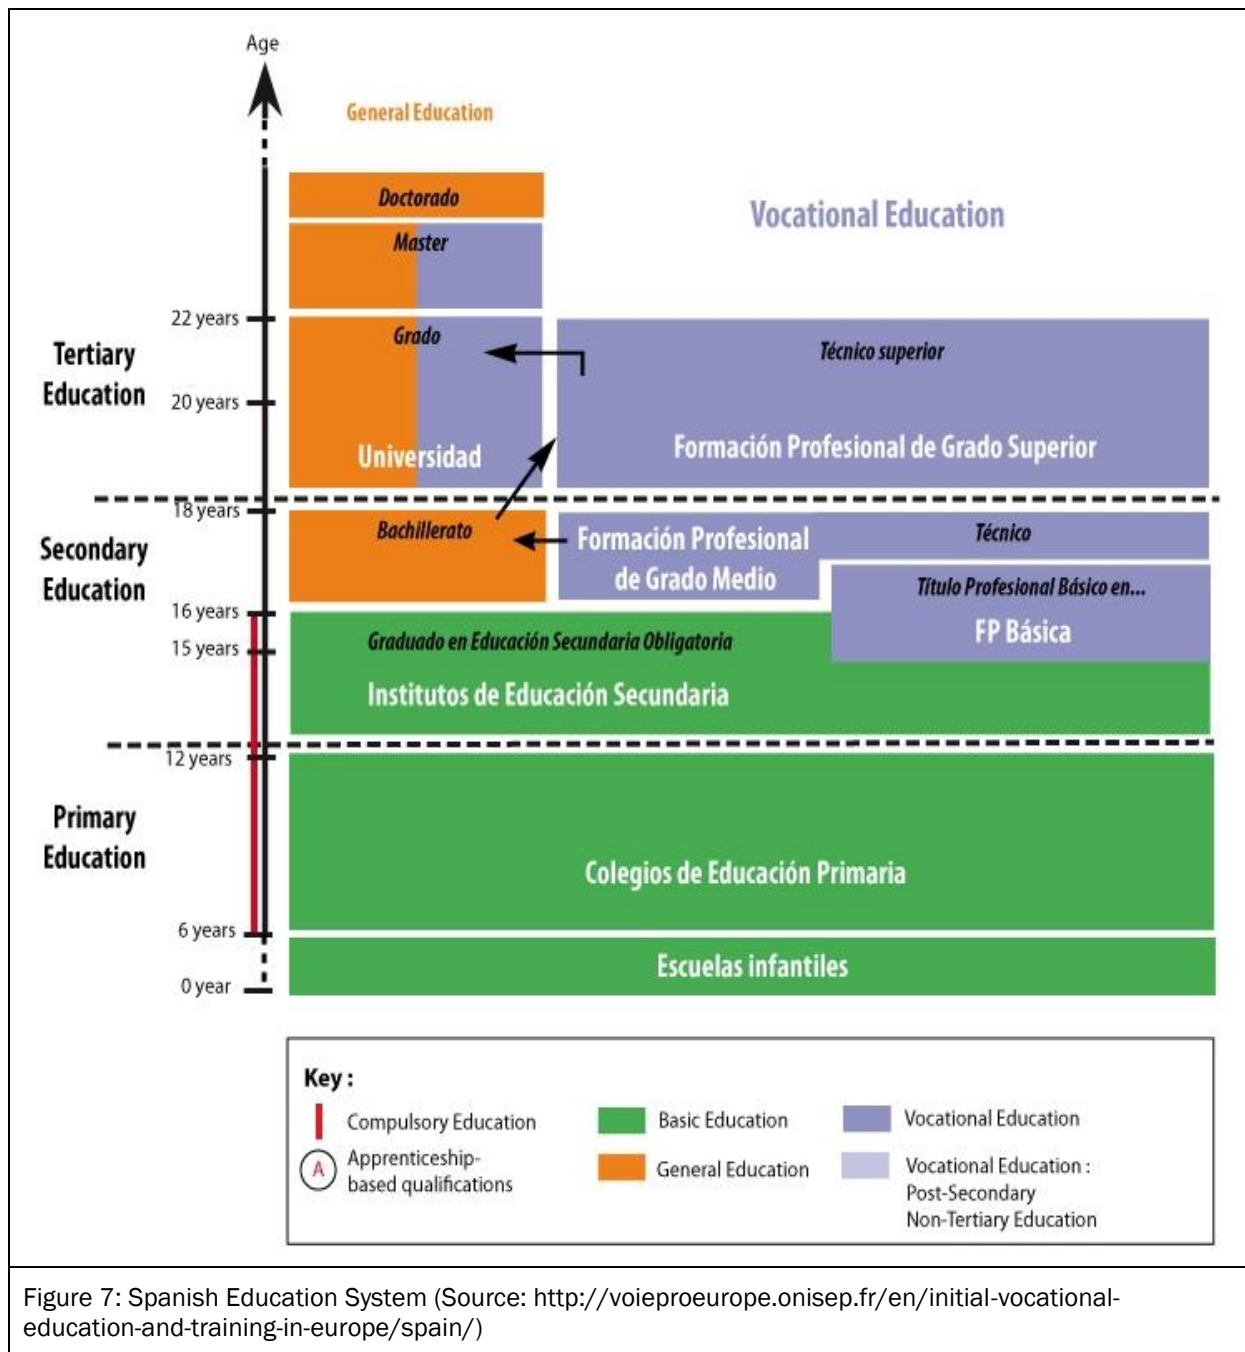 Age
General Education
Doctorado
Master
Vocational Education
22 years
Grado
Técnico superior
Tertiary
Education
20 years
Universidad
Formación Profesional de Grado Superior
18 years
Secondary
Education
Bachillerato
Formación Profesional
de Grado Medio
Técnico
Título Profesional Básico en...
FP Básica
16 years
15 years
Graduado en Educación Secundaria Obligatoria
Institutos de Educación Secundaria
12 years
Primary
Education
Colegios de Educación Primaria
6 years
Escuelas infantiles
0 year
Key :
Compulsory Education
A
Apprenticeship-
based qualifications
Basic Education
General Education
Vocational Education
Vocational Education :
Post-Secondary
Non-Tertiary Education
Figure 7: Spanish Education System (Source: http://voieproeurope.onisep.fr/en/initial-vocational-
education-and-training-in-europe/spain/)